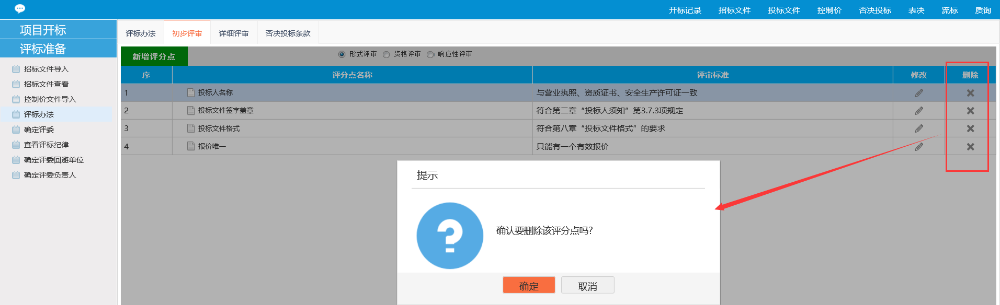 开标记录 招标文件 投标文件 控制价 否决投标 表决 流标 质询
项目开标
评标准备
招标文件导入
招标文件查看
控制价文件导入
评标办法
确定评委
查看评标纪律
确定评委回避单位
确定评委负责人
评标办法 初步评审 详细评审 否决投标条款
新增评分点 形式评审 资格评审 响应性评审
序 评分点名称 评审标准 修改 删除
1 投标人名称 与营业执照、资质证书、安全生产许可证一致
2 投标文件签字盖章 符合第二章“投标人须知”第3.7.3项规定
3 投标文件格式 符合第八章“投标文件格式”的要求
4 报价唯一 只能有一个有效报价
提示
确认要删除该评分点吗?
确定 取消